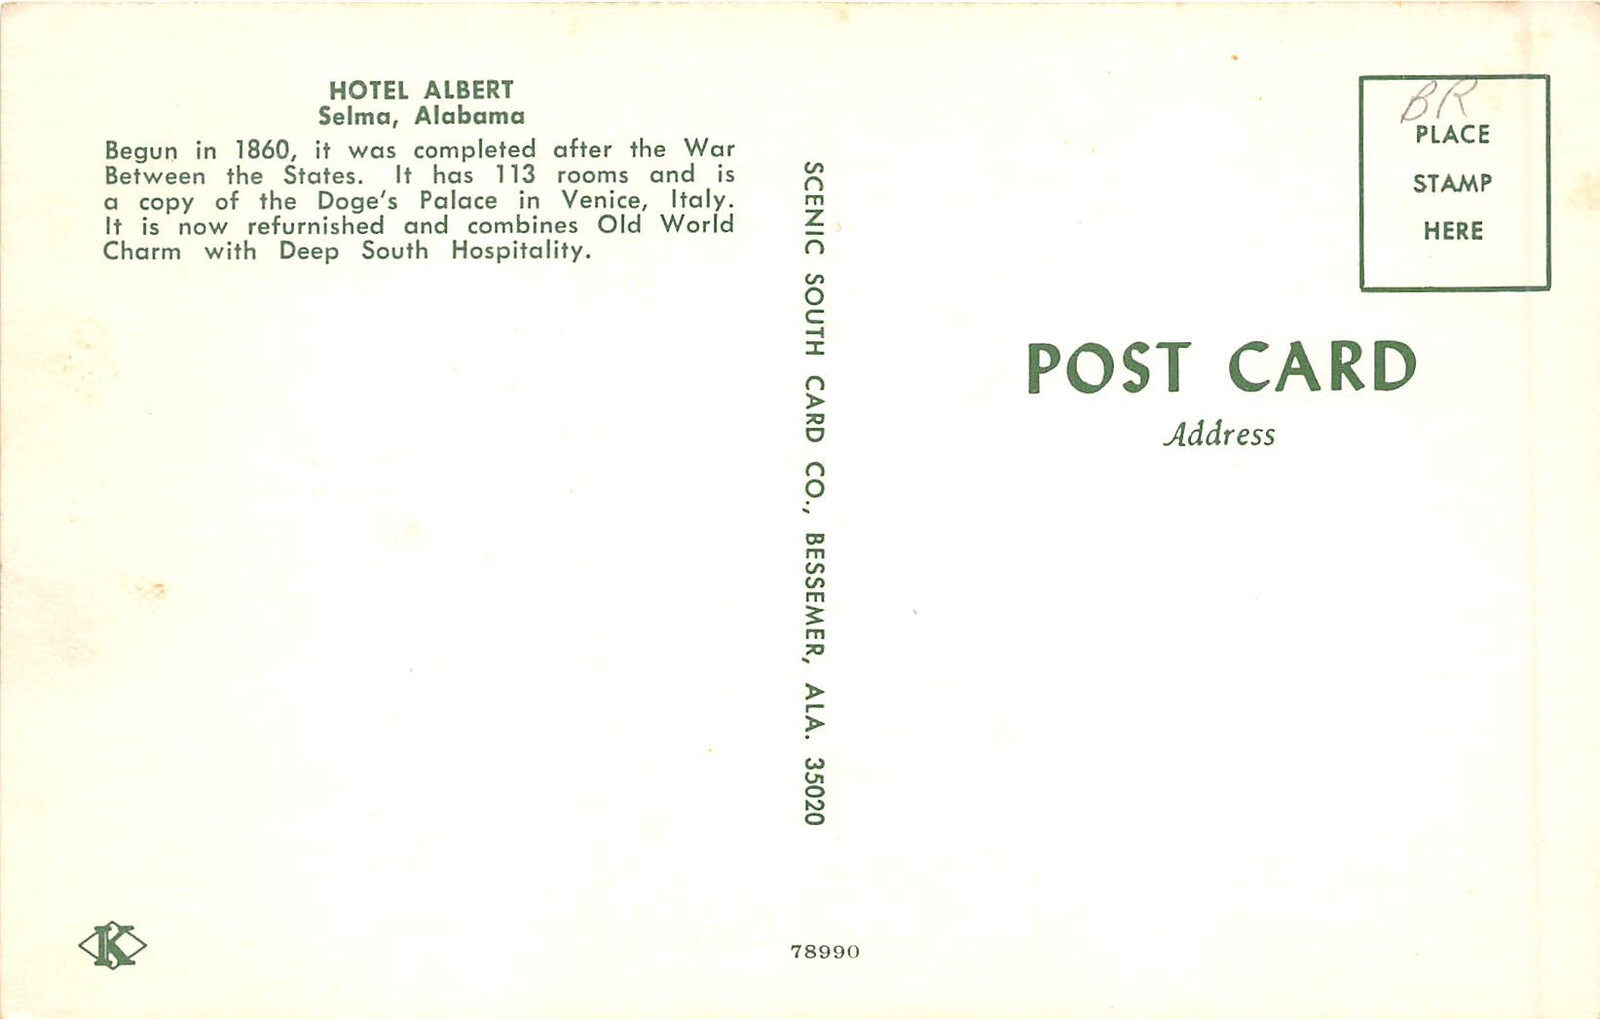 HOTEL ALBERT
Selma, Alabama
Begun in 1860, it was completed after the War
Between the States. It has 113 rooms and is
a copy of the Doge's Palace in Venice, Italy.
It is now refurnished and combines Old World
Charm with Deep South Hospitality.
SCENIC SOUTH CARD CO., BESSEMER, ALA. 35020
BR
PLACE
STAMP
HERE
POST CARD
Address
K
78990